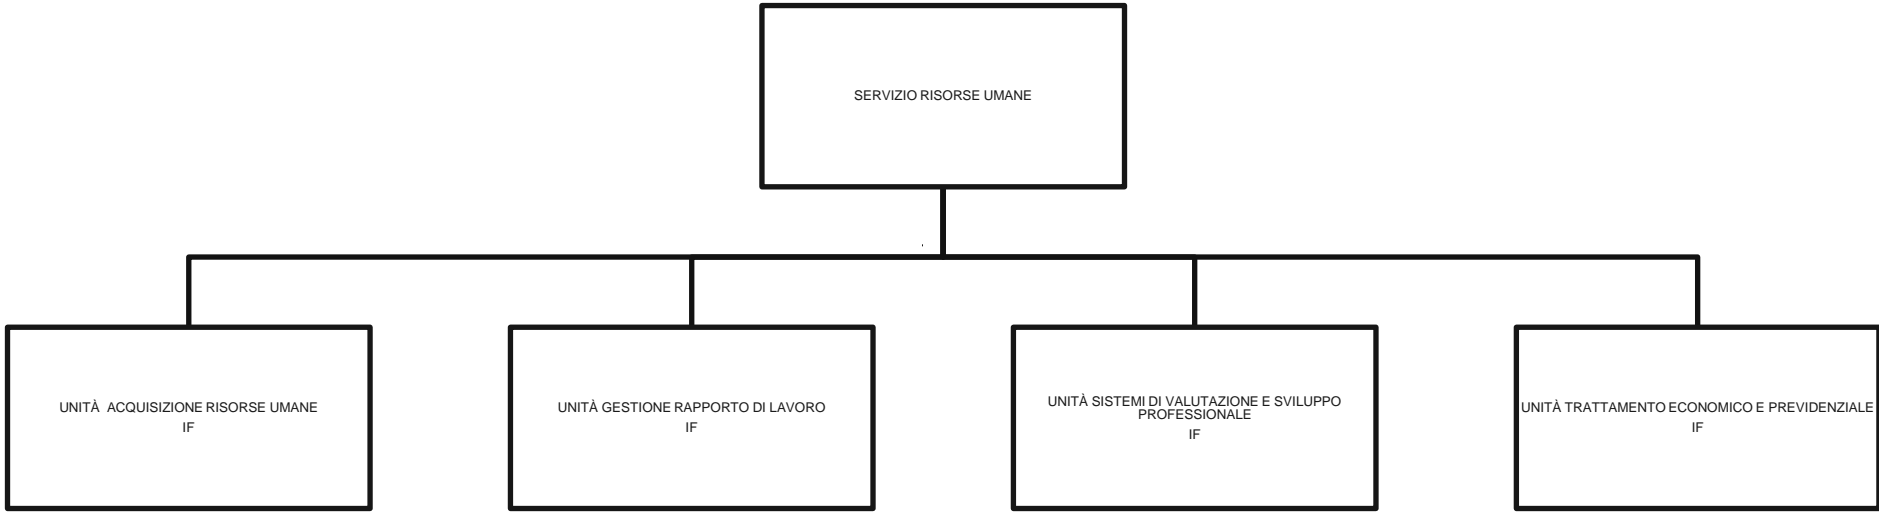 SERVIZIO RISORSE UMANE
UNITÀ ACQUISIZIONE RISORSE UMANE
IF
UNITÀ GESTIONE RAPPORTO DI LAVORO
IF
UNITÀ SISTEMI DI VALUTAZIONE E SVILUPPO
PROFESSIONALE
IF
UNITÀ TRATTAMENTO ECONOMICO E PREVIDENZIALE
IF